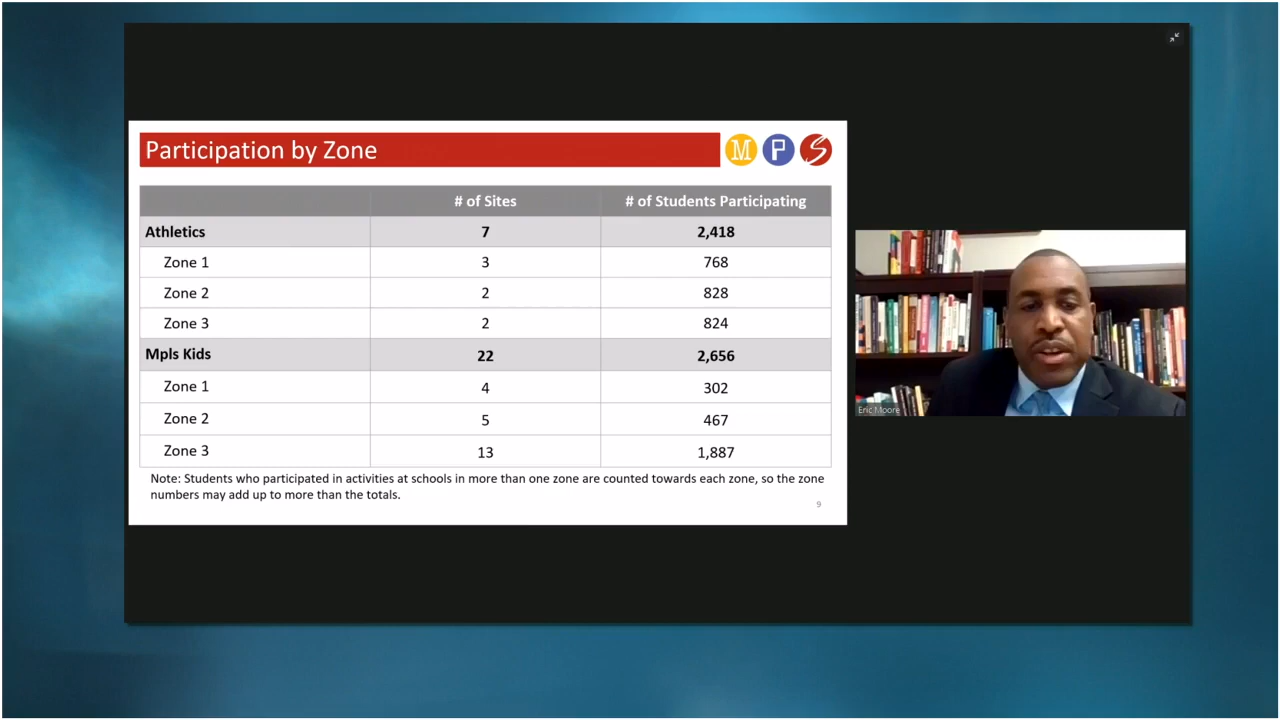 Participation by Zone
M P S
# of Sites # of Students Participating
Athletics 7 2,418
Zone 1 3 768
Zone 2 2 828
Zone 3 2 824
Mpls Kids 22 2,656
Zone 1 4 302
Zone 2 5 467
Zone 3 13 1,887
Note: Students who participated in activities at schools in more than one zone are counted towards each zone, so the zone
numbers may add up to more than the totals.
9
Eric Moore